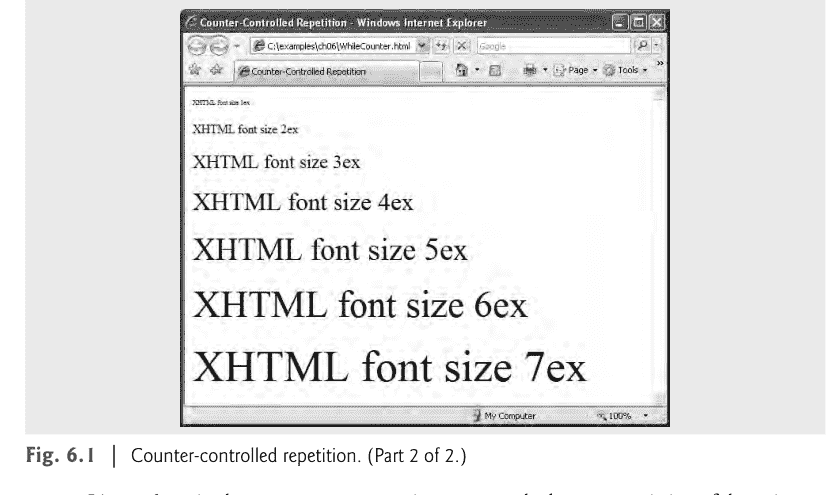 Counter-Controlled Repetition - Windows Internet Explorer
C:\examples\ch06\WhileCounter.html
Google
Counter-Controlled Repetition
Page
Tools
XHTML font size 1ex
XHTML font size 2ex
XHTML font size 3ex
XHTML font size 4ex
XHTML font size 5ex
XHTML font size 6ex
XHTML font size 7ex
My Computer
100%
Fig. 6.1 | Counter-controlled repetition. (Part 2 of 2.)